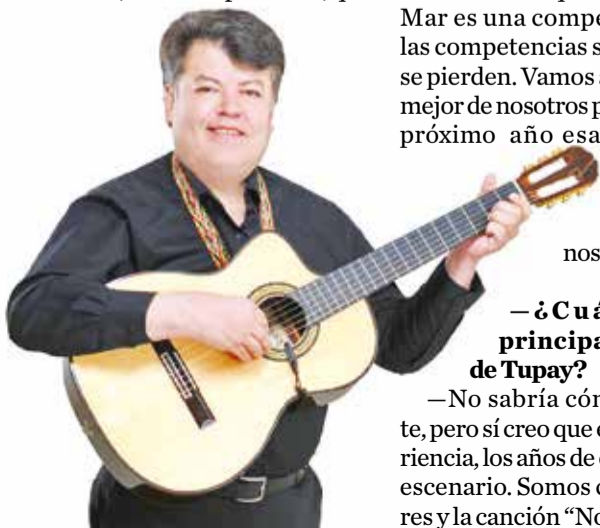 Mar es una compe
las competencias s
se pierden. Vamos
mejor de nosotros p
próximo año esa
nos
—¿Cuá
principa
de Tupay?
—No sabría cóm
te, pero sí creo que e
riencia, los años de
escenario. Somos
res y la canción “No